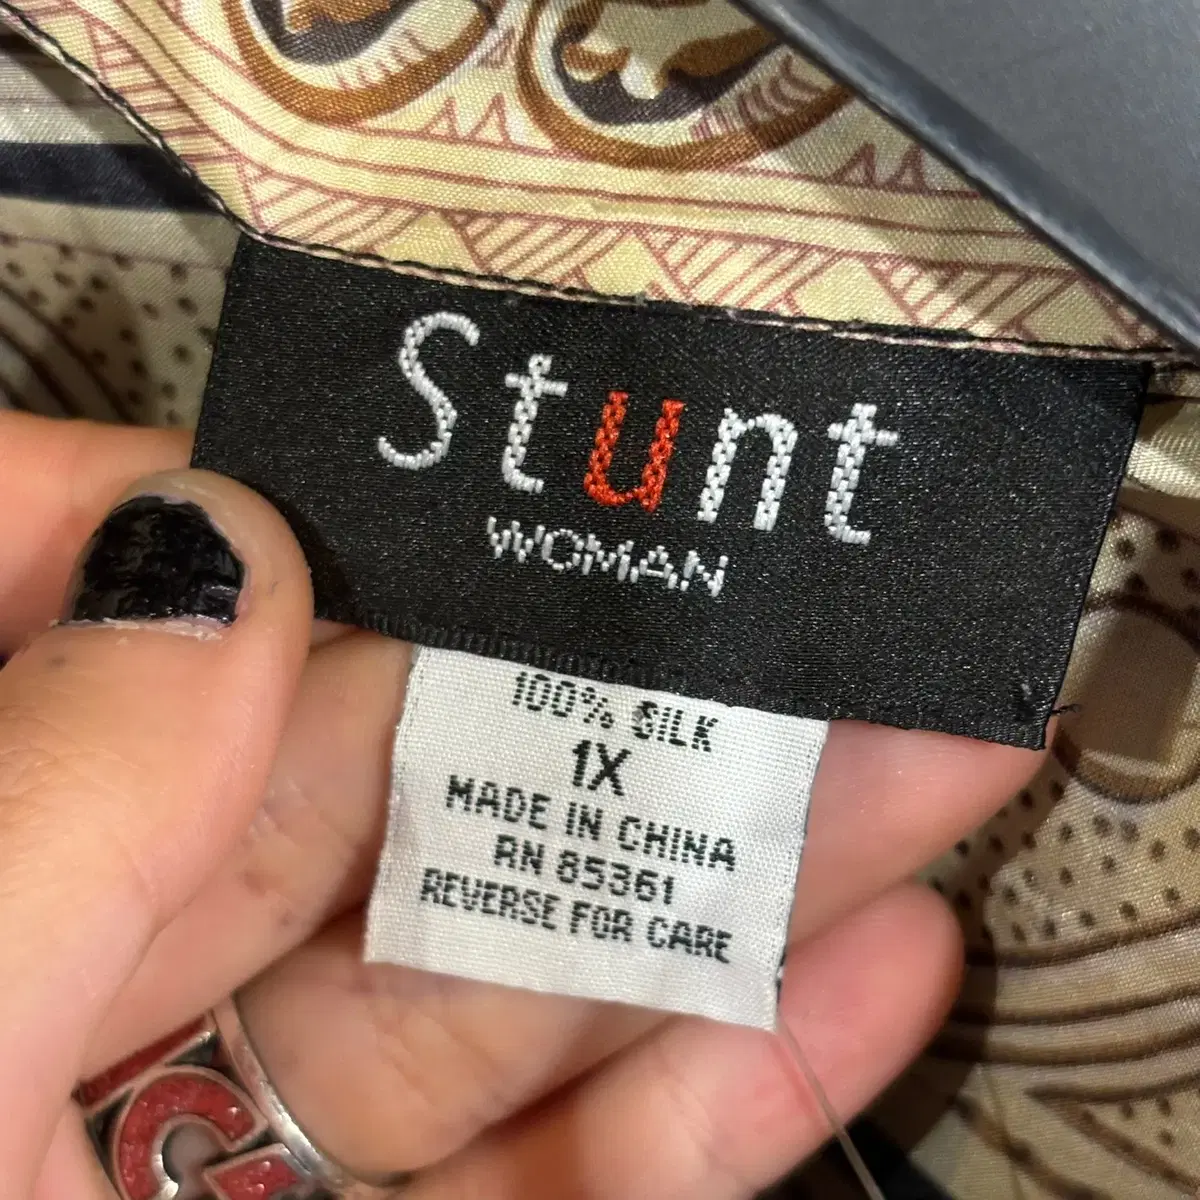 Stunt
WOMAN
100% SILK
1X
MADE IN CHINA
RN 85361
REVERSE FOR CARE